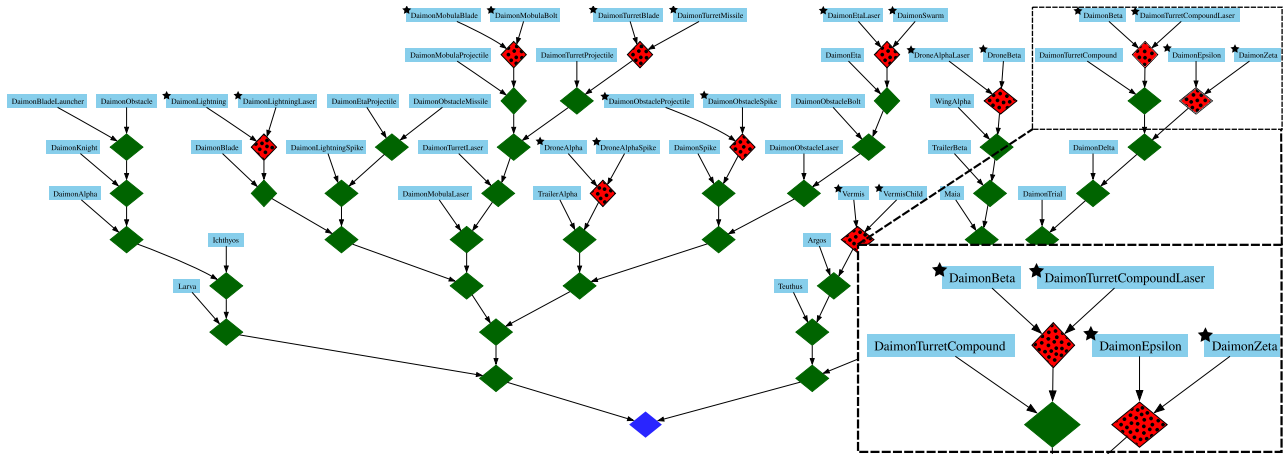 DaimonMobulaBlade DaimonMobulaBolt DaimonTurretBlade DaimonTurretMissile DaimonEtaLaser DaimonSwarm DaimonBeta DaimonTurretCompoundLaser
DaimonMobulaProjectile DaimonTurretProjectile DaimonEta DroneAlphaLaser DroneBeta DaimonTurretCompound DaimonEpsilon DaimonZeta
DaimonBladeLauncher DaimonObstacle DaimonLightning DaimonLightningLaser DaimonEtaProjectile DaimonObstacleMissile DaimonObstacleProjectile DaimonObstacleSpike DaimonObstacleBolt WingAlpha
DaimonKnight DaimonBlade DaimonLightningSpike DaimonTurretLaser DroneAlpha DroneAlphaSpike DaimonSpike DaimonObstacleLaser TrailerBeta DaimonDelta
DaimonAlpha DaimonMobulaLaser TrailerAlpha Vermis VermisChild Maia DaimonTrial
Ichthyos Argos
Larva Teuthus
DaimonBeta DaimonTurretCompoundLaser
DaimonTurretCompound DaimonEpsilon DaimonZeta